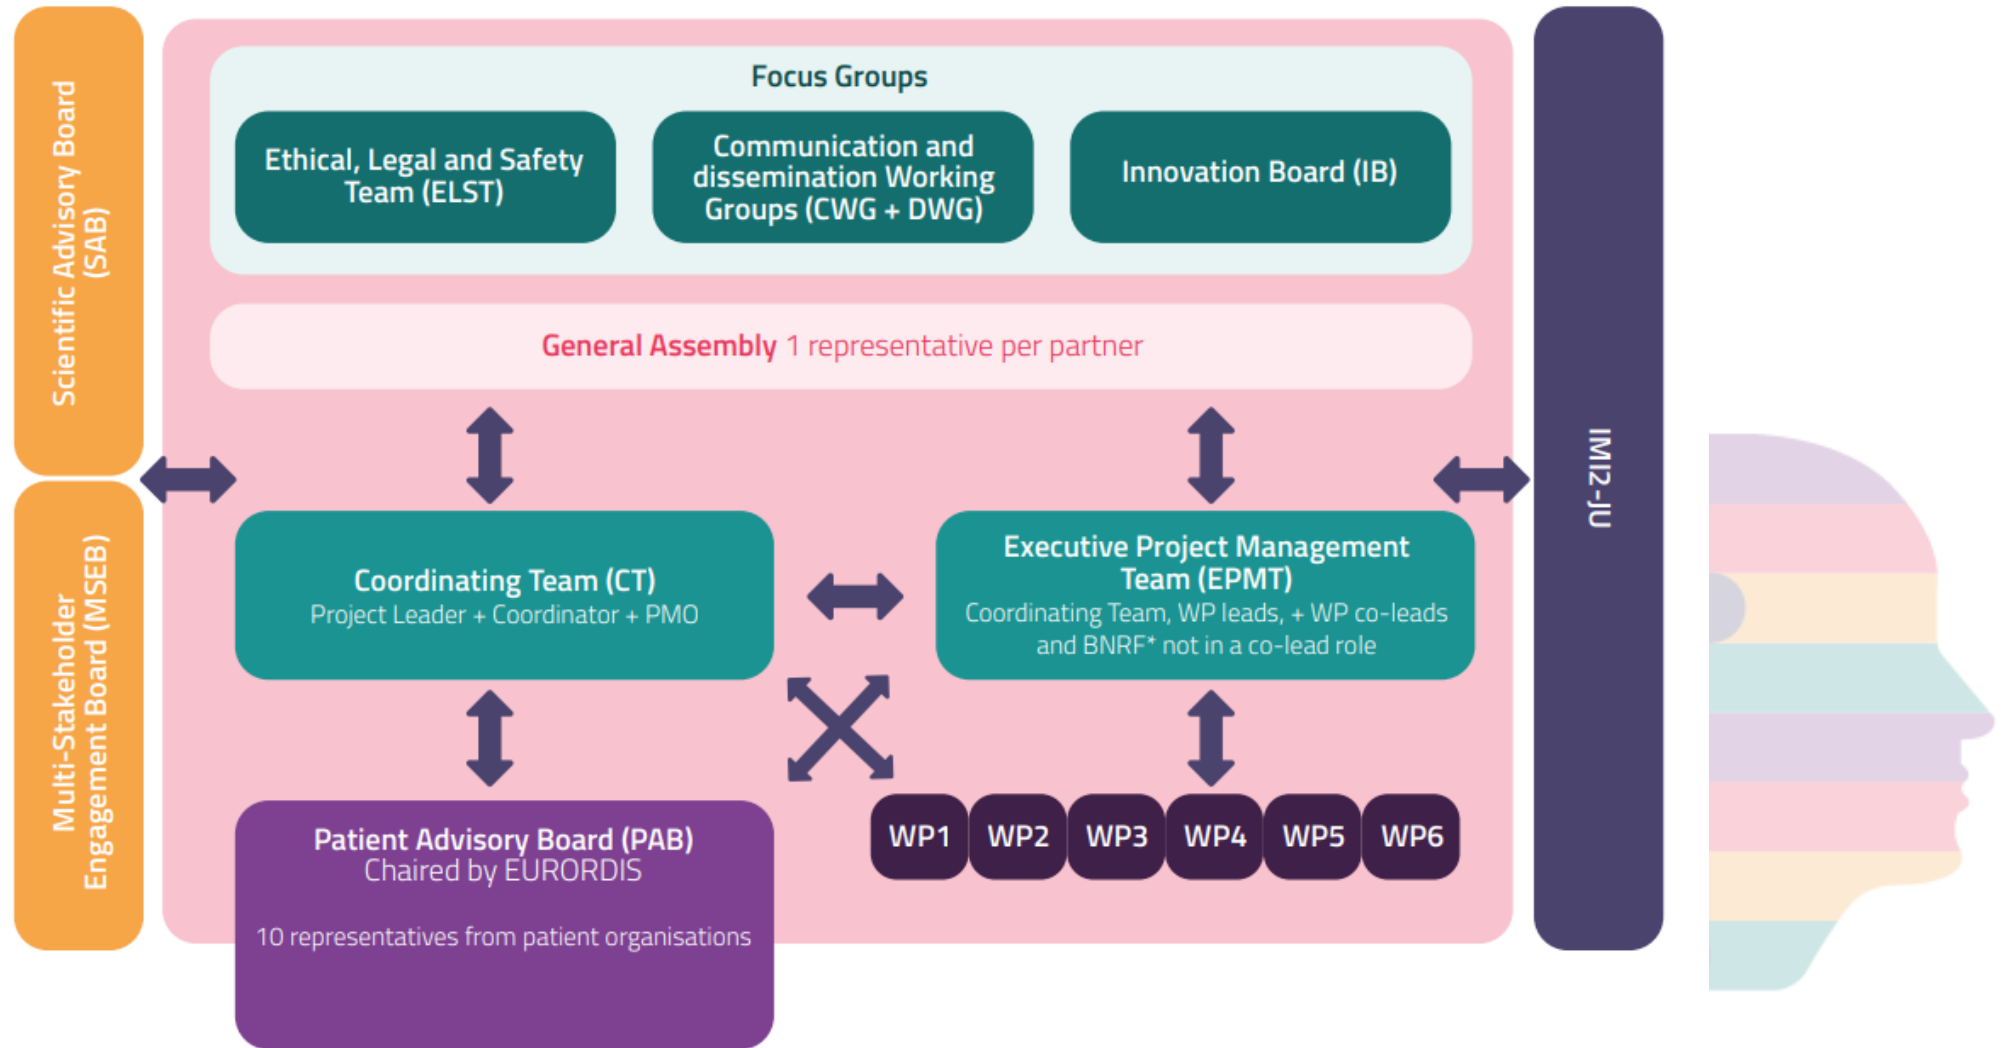 Scientific Advisory Board
(SAB)
Multi-Stakeholder
Engagement Board (MSEB)
Focus Groups
Ethical, Legal and Safety
Team (ELST)
Communication and
dissemination Working
Groups (CWG + DWG)
Innovation Board (IB)
General Assembly 1 representative per partner
Coordinating Team (CT)
Project Leader + Coordinator + PMO
Executive Project Management
Team (EPMT)
Coordinating Team, WP leads, + WP co-leads
and BNRF* not in a co-lead role
Patient Advisory Board (PAB)
Chaired by EURORDIS
10 representatives from patient organisations
WP1 WP2 WP3 WP4 WP5 WP6
IMI2-JU